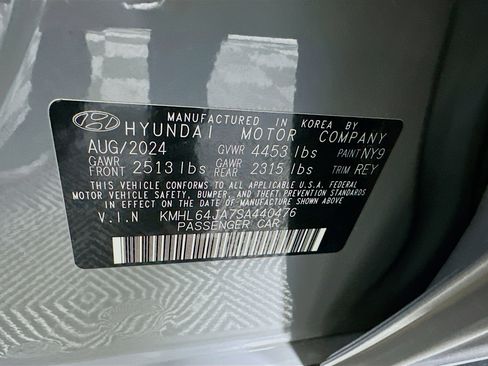 MANUFACTURED IN KOREA BY
HYUNDAI MOTOR COMPANY
AUG/2024 GVWR 4453 lbs PAINT NY9
GAWR FRONT 2513 lbs GAWR REAR 2315 lbs TRIM REY
THIS VEHICLE CONFORMS TO ALL APPLICABLE U.S.A. FEDERAL
MOTOR VEHICLE SAFETY, BUMPER, AND THEFT PREVENTION STANDARDS
IN EFFECT ON THE DATE OF MANUFACTURE SHOWN ABOVE
V.I.N KMHL64JA7SA440476
PASSENGER CAR